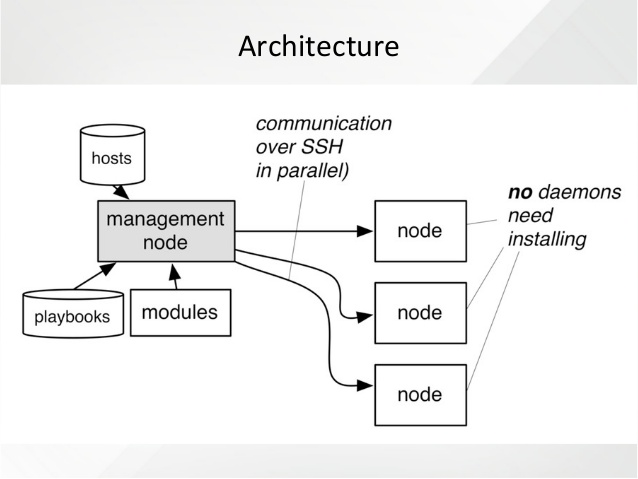 Architecture
communication
over SSH
in parallel)
hosts
no daemons
need
installing
management
node
node
playbooks
modules
node
node